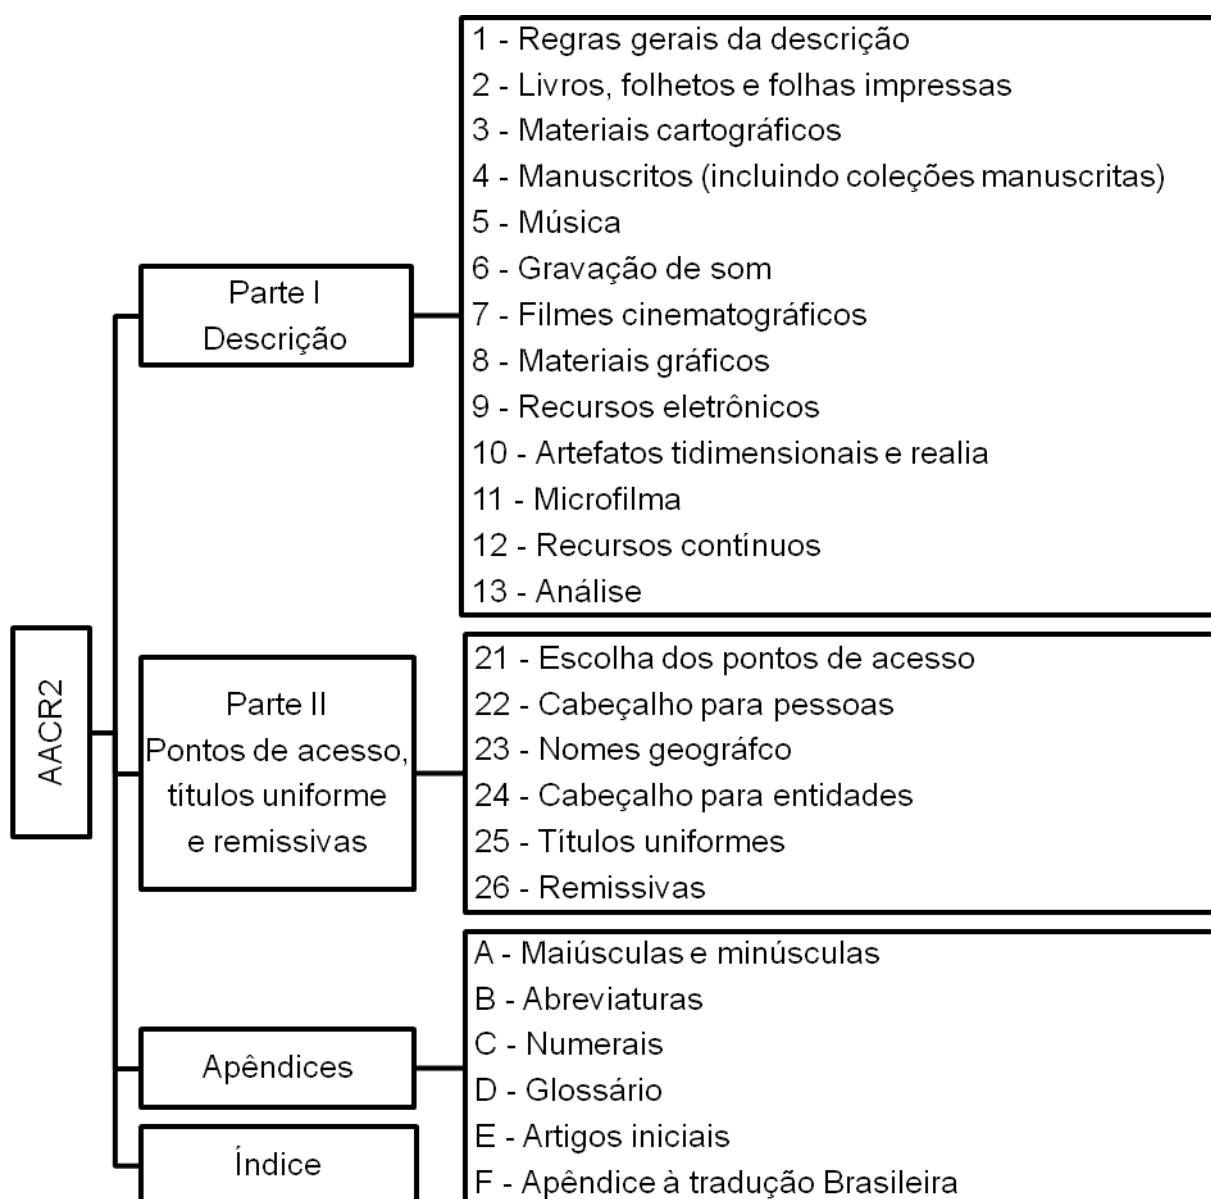 AACR2
Parte I
Descrição
1 - Regras gerais da descrição
2 - Livros, folhetos e folhas impressas
3 - Materiais cartográficos
4 - Manuscritos (incluindo coleções manuscritas)
5 - Música
6 - Gravação de som
7 - Filmes cinematográficos
8 - Materiais gráficos
9 - Recursos eletrônicos
10 - Artefatos tidimensionais e realia
11 - Microfilma
12 - Recursos contínuos
13 - Análise
Parte II
Pontos de acesso,
títulos uniforme
e remissivas
21 - Escolha dos pontos de acesso
22 - Cabeçalho para pessoas
23 - Nomes geográfco
24 - Cabeçalho para entidades
25 - Títulos uniformes
26 - Remissivas
Apêndices
A - Maiúsculas e minúsculas
B - Abreviaturas
C - Numerais
D - Glossário
E - Artigos iniciais
F - Apêndice à tradução Brasileira
Índice